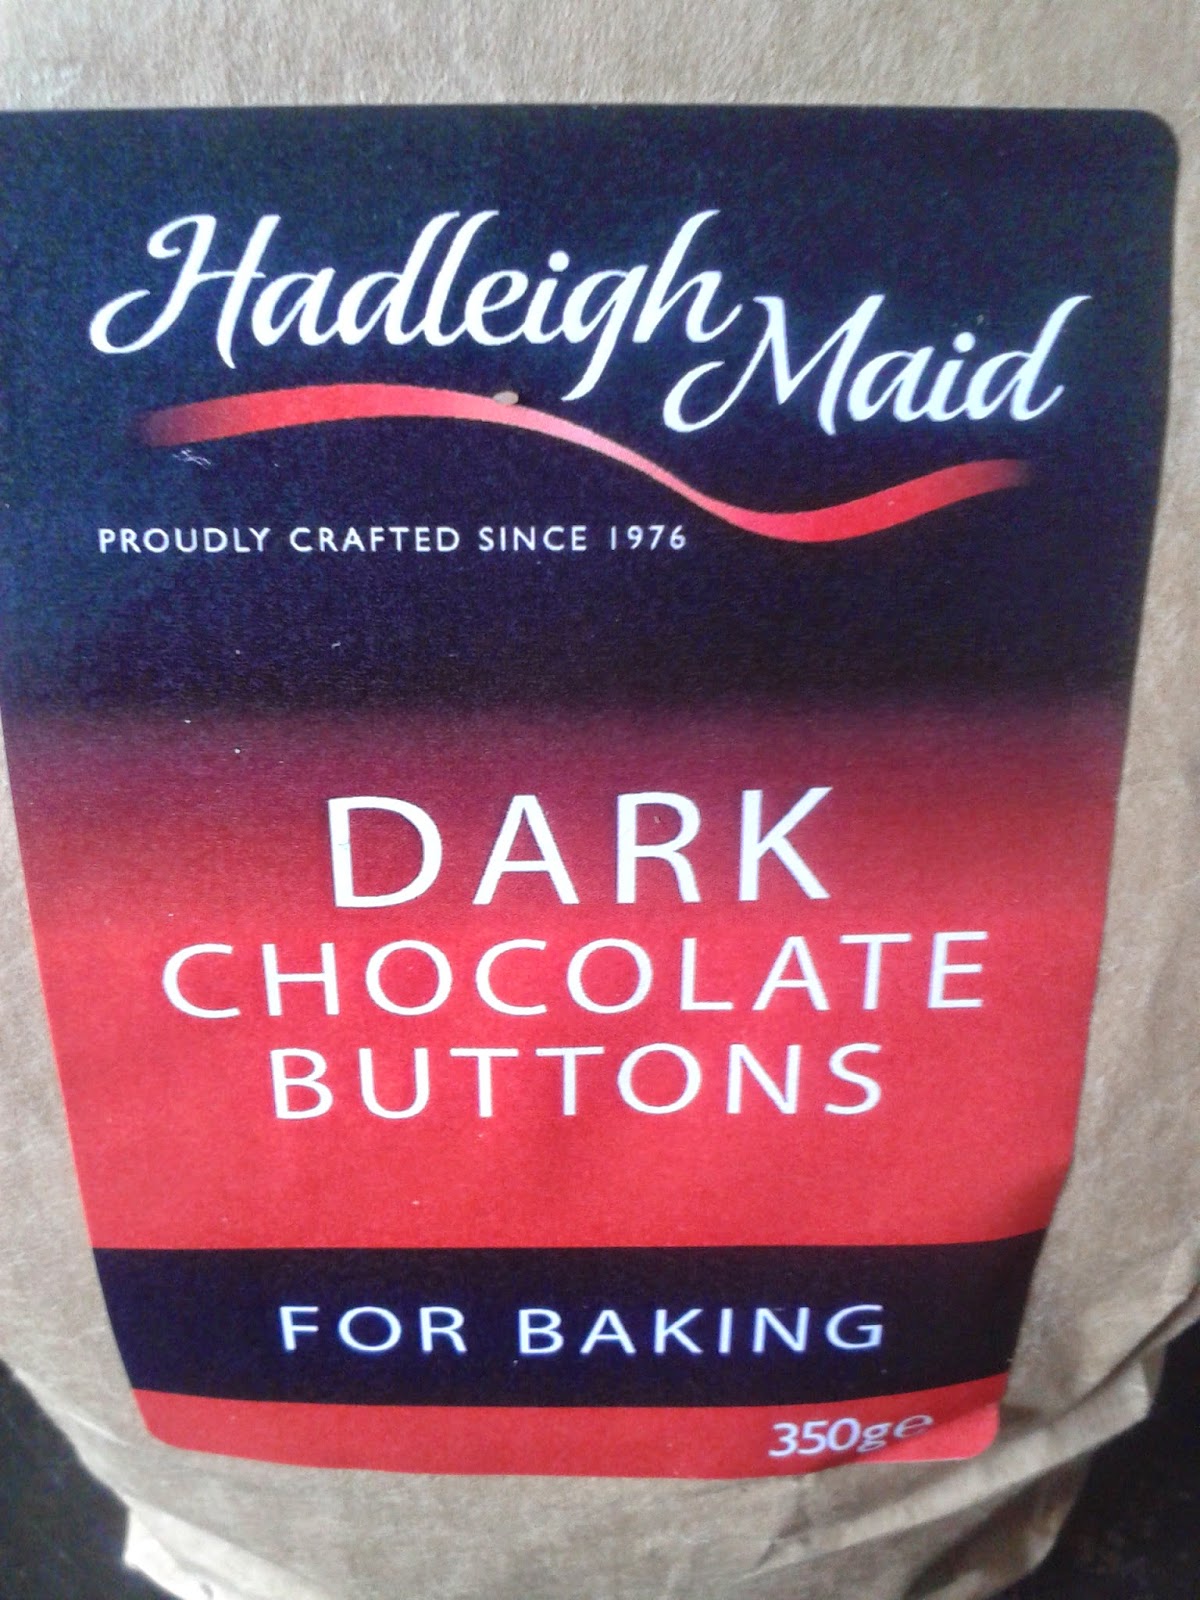 Hadleigh Maid
PROUDLY CRAFTED SINCE 1976
DARK
CHOCOLATE
BUTTONS
FOR BAKING
350g℮